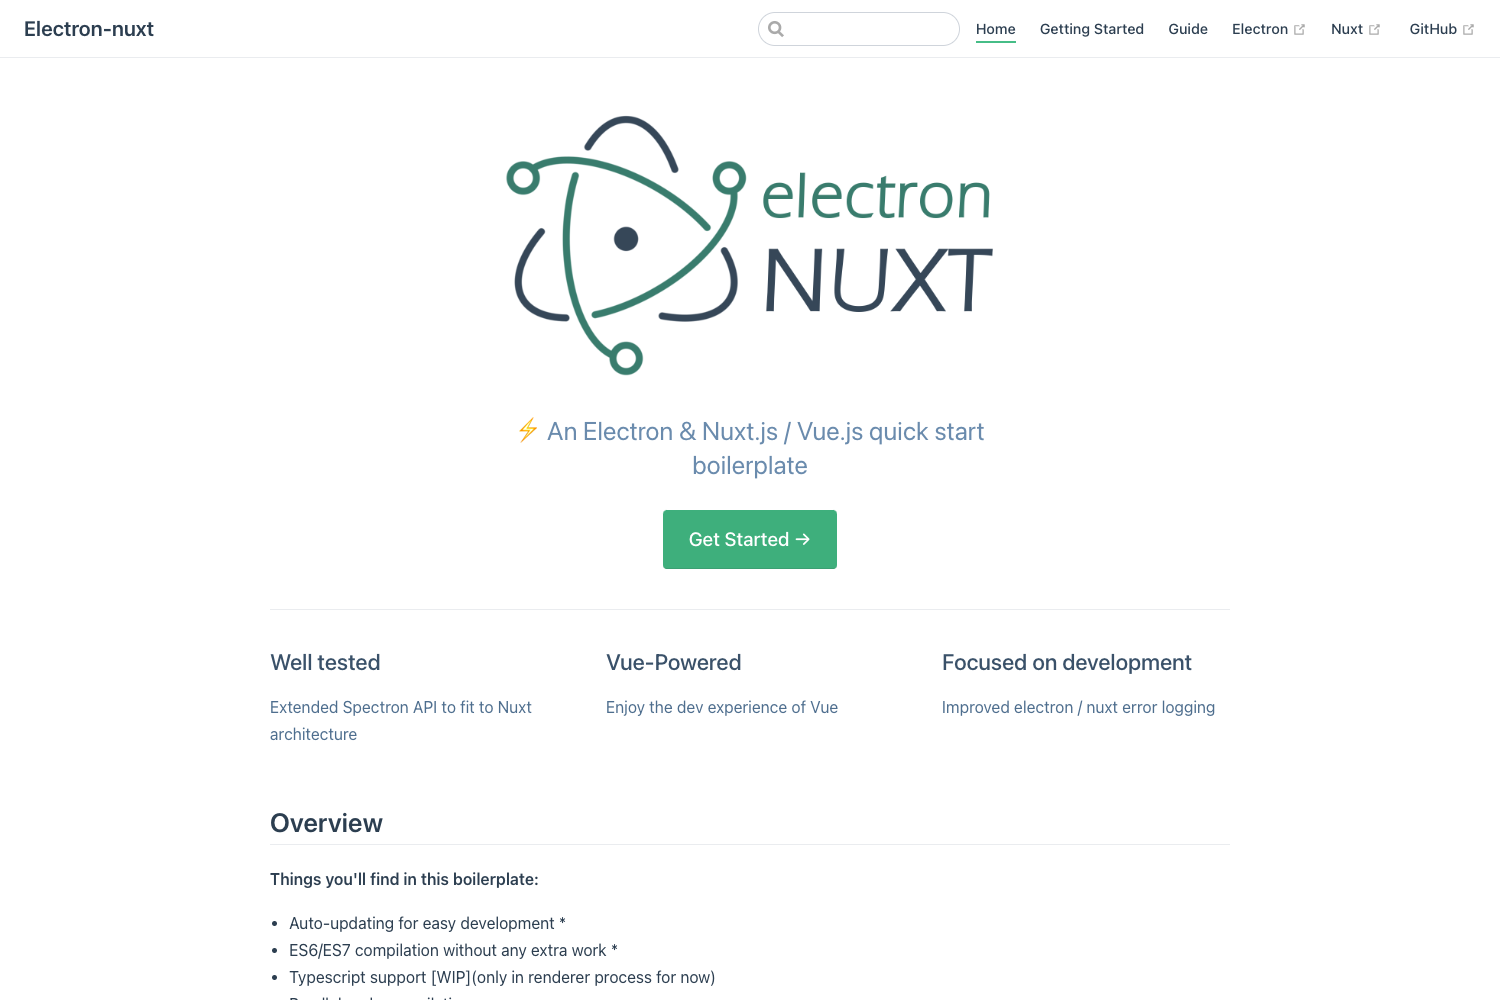 Electron-nuxt
Home
Getting Started
Guide
Electron
Nuxt
GitHub
electron
NUXT
⚡ An Electron & Nuxt.js / Vue.js quick start
boilerplate
Get Started →
Well tested
Extended Spectron API to fit to Nuxt
architecture
Vue-Powered
Enjoy the dev experience of Vue
Focused on development
Improved electron / nuxt error logging
Overview
Things you'll find in this boilerplate:
• Auto-updating for easy development *
• ES6/ES7 compilation without any extra work *
• Typescript support [WIP](only in renderer process for now)